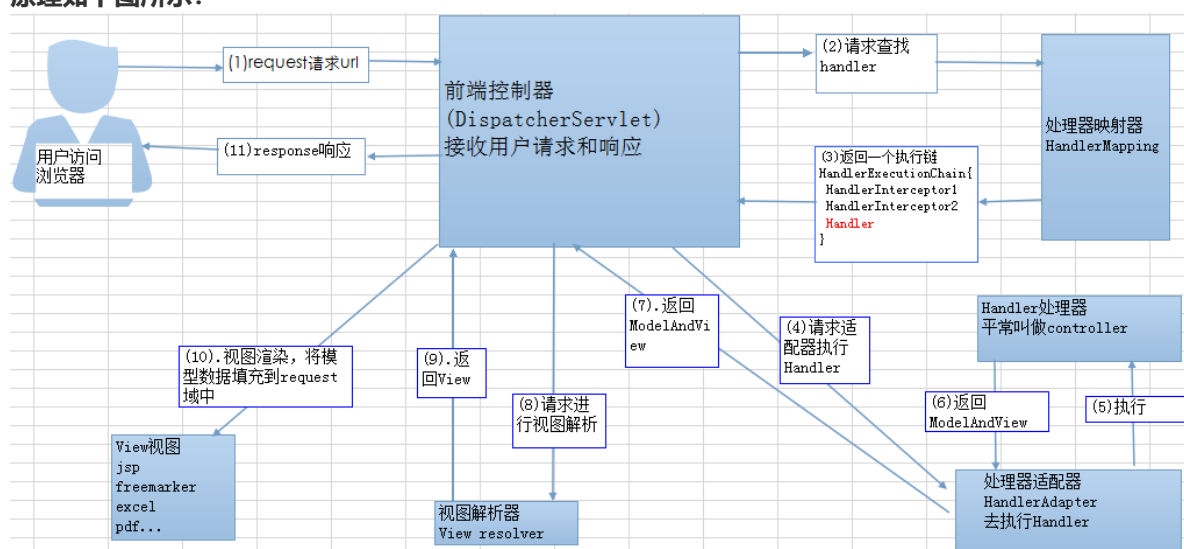 原理如下图所示：
(1)request请求url
前端控制器
(DispatcherServlet)
接收用户请求和响应
(2)请求查找
handler
处理器映射器
HandlerMapping
用户访问
浏览器
(11)response响应
(3)返回一个执行链
HandlerExecutionChain{
HandlerInterceptor1
HandlerInterceptor2
Handler
}
(7).返回
ModelAndVi
ew
(4)请求适
配器执行
Handler
Handler处理器
平常叫做controller
(10).视图渲染，将模
型数据填充到request
域中
(9).返
回View
(8)请求进
行视图解析
(6)返回
ModelAndView
(5)执行
View视图
jsp
freemarker
excel
pdf...
视图解析器
View resolver
处理器适配器
HandlerAdapter
去执行Handler